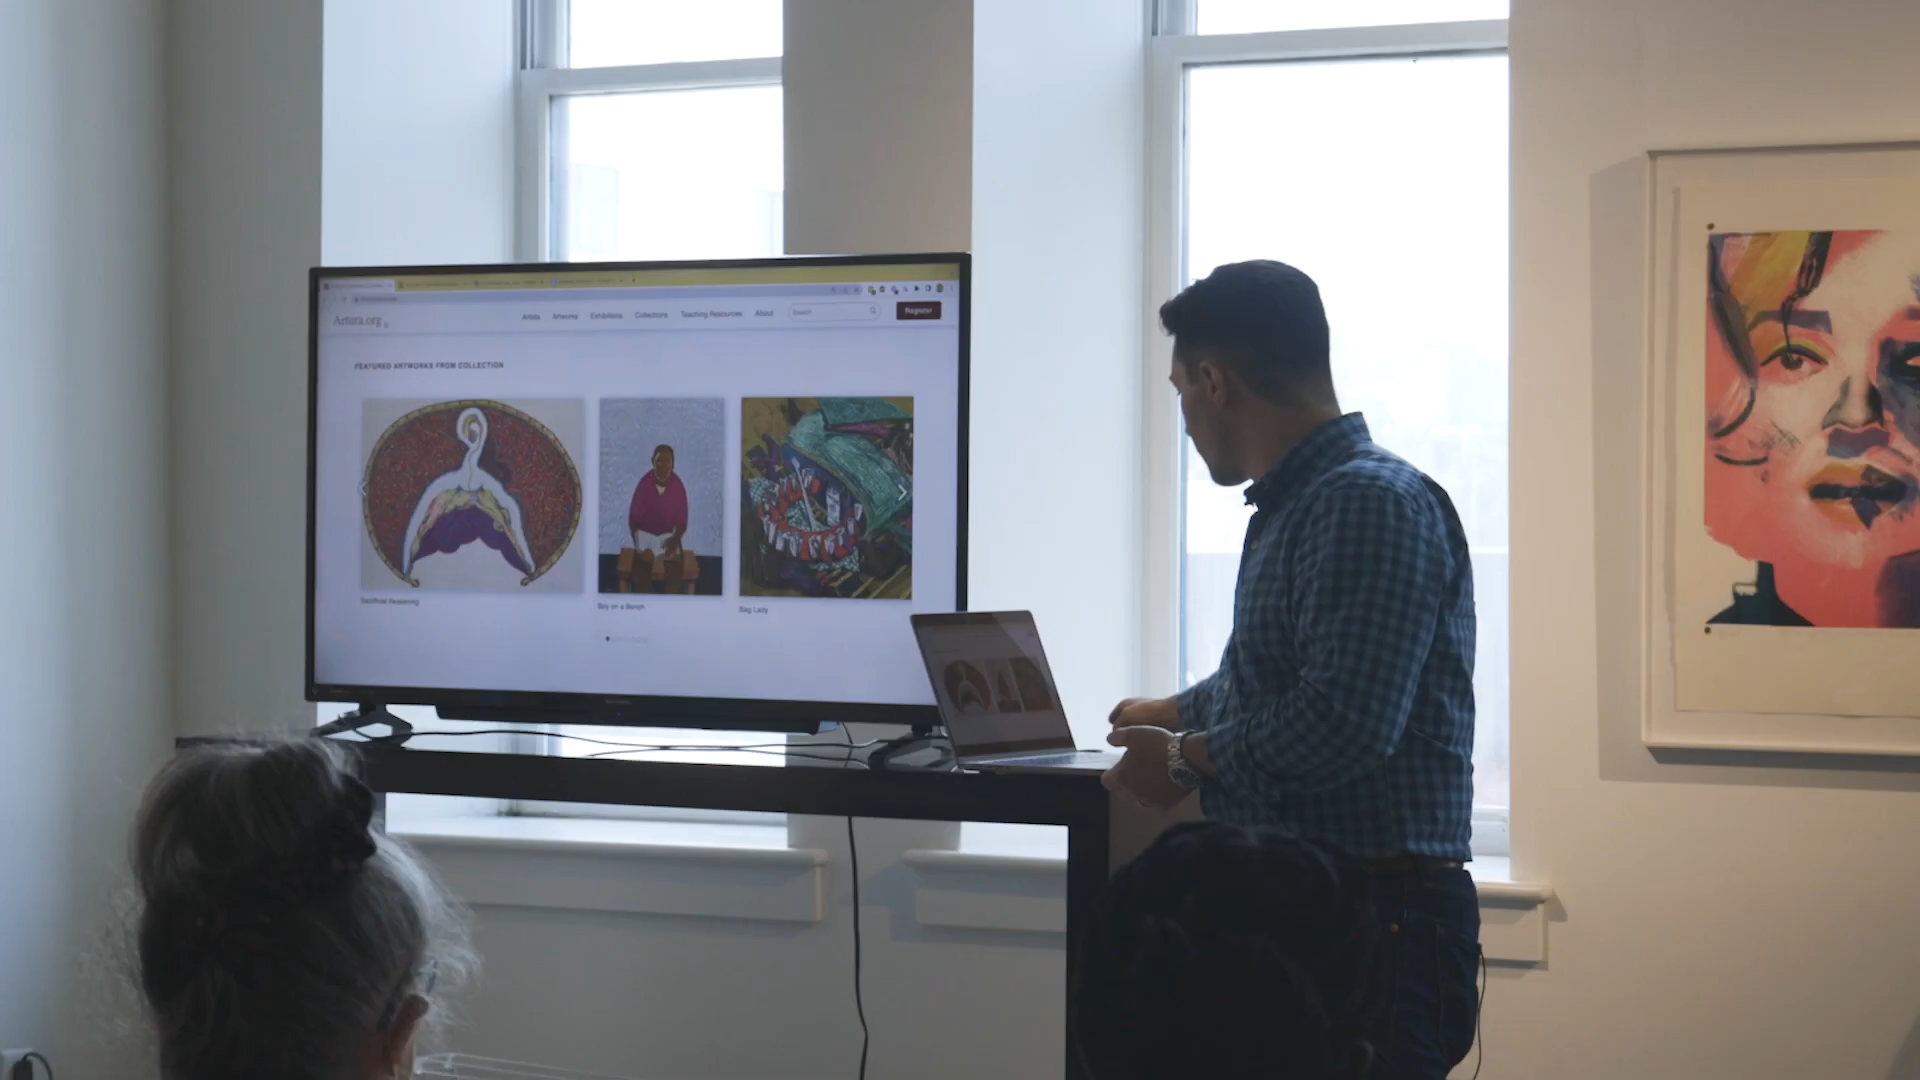 Artura.org
Artists Artworks Exhibitions Collections Teaching Resources About Search Register
FEATURED ARTWORKS FROM COLLECTION
Sacrificial Awakening
Boy on a Bench
Bag Lady